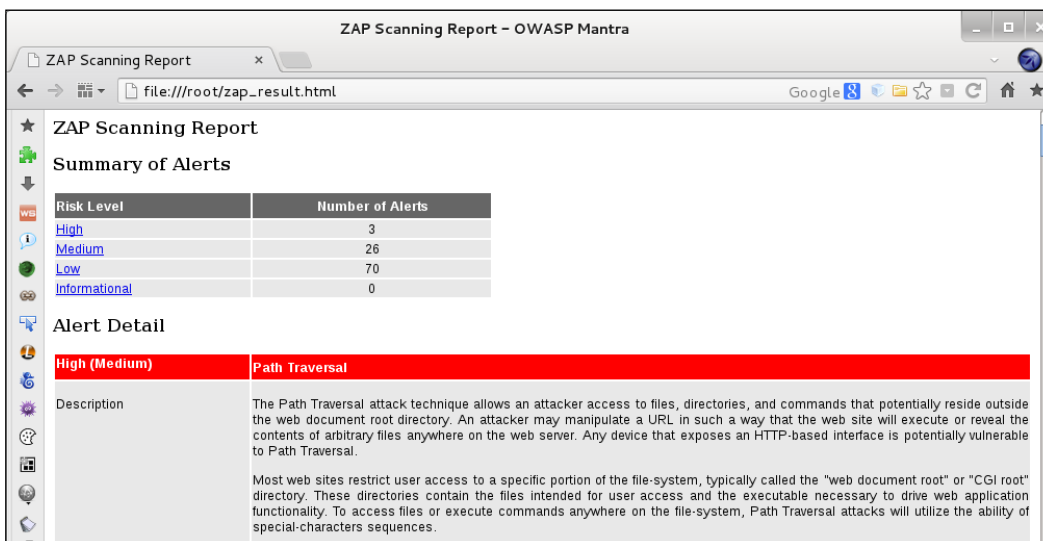 ZAP Scanning Report - OWASP Mantra
ZAP Scanning Report
file:///root/zap_result.html
Google
ZAP Scanning Report
Summary of Alerts
Risk Level Number of Alerts
High 3
Medium 26
Low 70
Informational 0
Alert Detail
High (Medium) Path Traversal
Description The Path Traversal attack technique allows an attacker access to files, directories, and commands that potentially reside outside
the web document root directory. An attacker may manipulate a URL in such a way that the web site will execute or reveal the
contents of arbitrary files anywhere on the web server. Any device that exposes an HTTP-based interface is potentially vulnerable
to Path Traversal.
Most web sites restrict user access to a specific portion of the file-system, typically called the "web document root" or "CGI root"
directory. These directories contain the files intended for user access and the executable necessary to drive web application
functionality. To access files or execute commands anywhere on the file-system, Path Traversal attacks will utilize the ability of
special-characters sequences.
WS